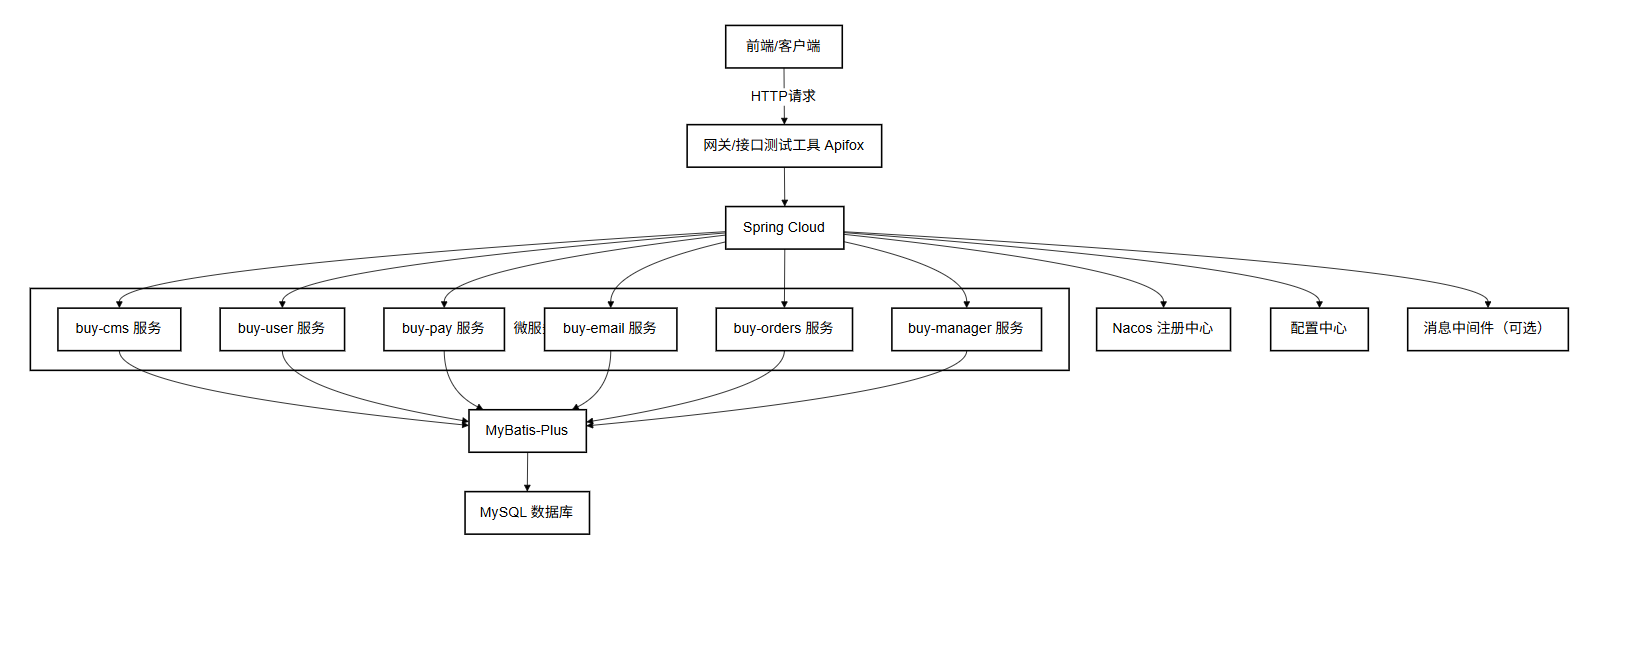 前端/客户端
HTTP请求
网关/接口测试工具 Apifox
Spring Cloud
buy-cms 服务
buy-user 服务
buy-pay 服务
微服
buy-email 服务
buy-orders 服务
buy-manager 服务
Nacos 注册中心
配置中心
消息中间件（可选）
MyBatis-Plus
MySQL 数据库